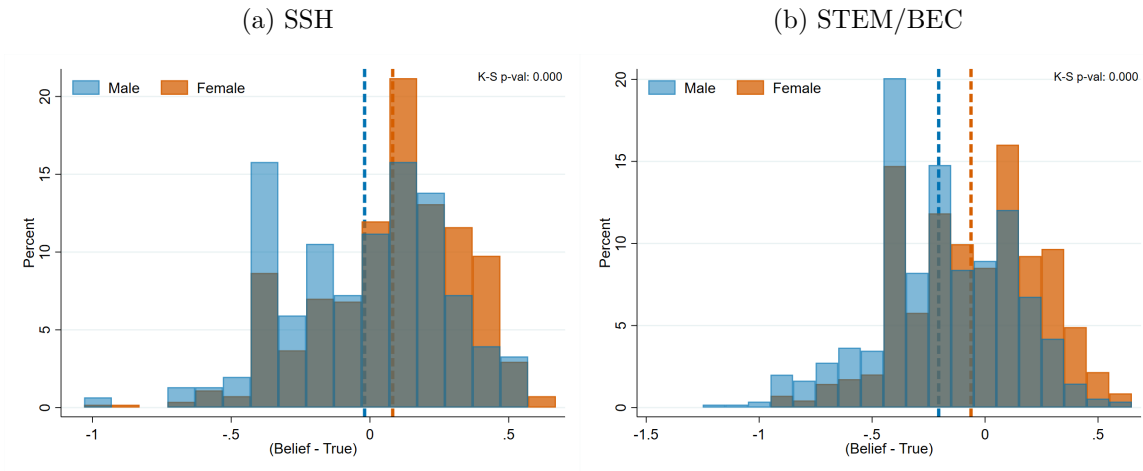 (a) SSH
(b) STEM/BEC
K-S p-val: 0.000
Male
Female
Percent
20
15
10
5
0
-1
-.5
0
.5
(Belief - True)
K-S p-val: 0.000
Male
Female
Percent
20
15
10
5
0
-1.5
-1
-.5
0
.5
(Belief - True)